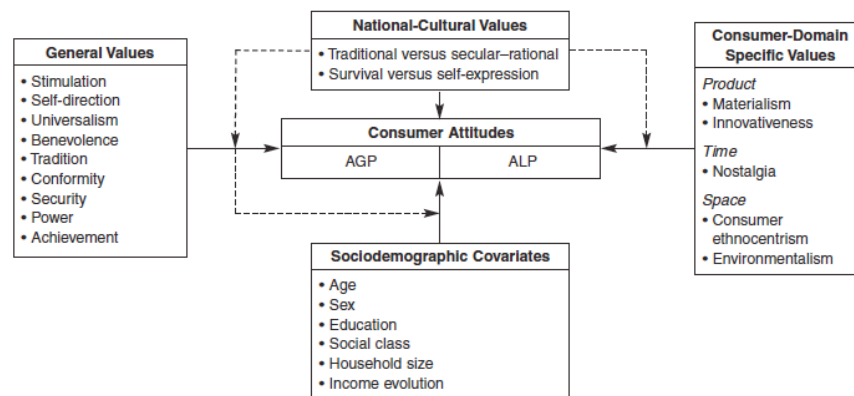 National-Cultural Values
• Traditional versus secular–rational
• Survival versus self-expression
General Values
• Stimulation
• Self-direction
• Universalism
• Benevolence
• Tradition
• Conformity
• Security
• Power
• Achievement
Consumer Attitudes
AGP
ALP
Consumer-Domain
Specific Values
Product
• Materialism
• Innovativeness
Time
• Nostalgia
Space
• Consumer
ethnocentrism
• Environmentalism
Sociodemographic Covariates
• Age
• Sex
• Education
• Social class
• Household size
• Income evolution